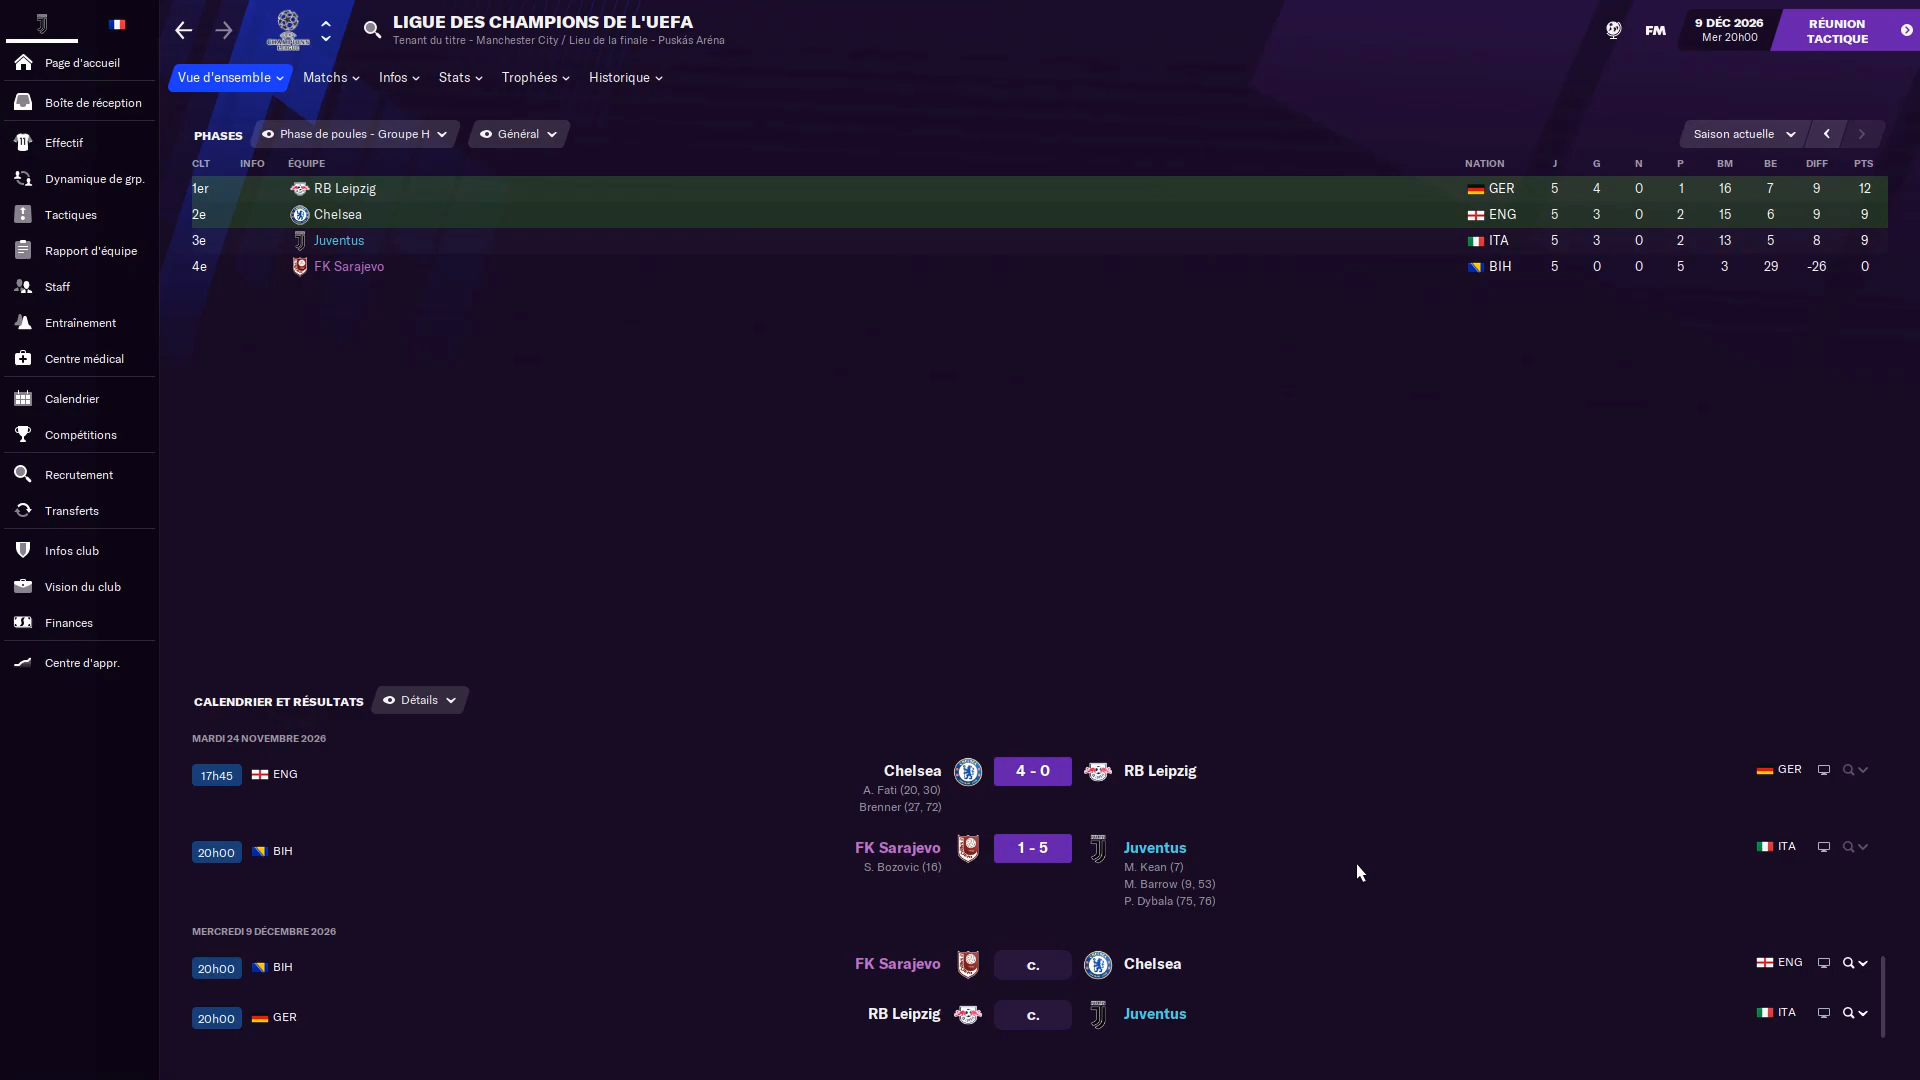 LIGUE DES CHAMPIONS DE L'UEFA
Tenant du titre - Manchester City / Lieu de la finale - Puskás Aréna
FM
9 DÉC 2026
Mer 20h00
RÉUNION
TACTIQUE
Page d'accueil
Boîte de réception
Effectif
Dynamique de grp.
Tactiques
Rapport d'équipe
Staff
Entraînement
Centre médical
Calendrier
Compétitions
Recrutement
Transferts
Infos club
Vision du club
Finances
Centre d'appr.
Vue d'ensemble Matchs Infos Stats Trophées Historique
PHASES Phase de poules - Groupe H Général Saison actuelle
CLT INFO ÉQUIPE NATION J G N P BM BE DIFF PTS
1er RB Leipzig GER 5 4 0 1 16 7 9 12
2e Chelsea ENG 5 3 0 2 15 6 9 9
3e Juventus ITA 5 3 0 2 13 5 8 9
4e FK Sarajevo BIH 5 0 0 5 3 29 -26 0
CALENDRIER ET RÉSULTATS Détails
MARDI 24 NOVEMBRE 2026
17h45 ENG Chelsea 4 - 0 RB Leipzig GER
A. Fati (20, 30)
Brenner (27, 72)
20h00 BIH FK Sarajevo 1 - 5 Juventus ITA
S. Bozovic (16) M. Kean (7)
M. Barrow (9, 53)
P. Dybala (75, 76)
MERCREDI 9 DÉCEMBRE 2026
20h00 BIH FK Sarajevo c. Chelsea ENG
20h00 GER RB Leipzig c. Juventus ITA